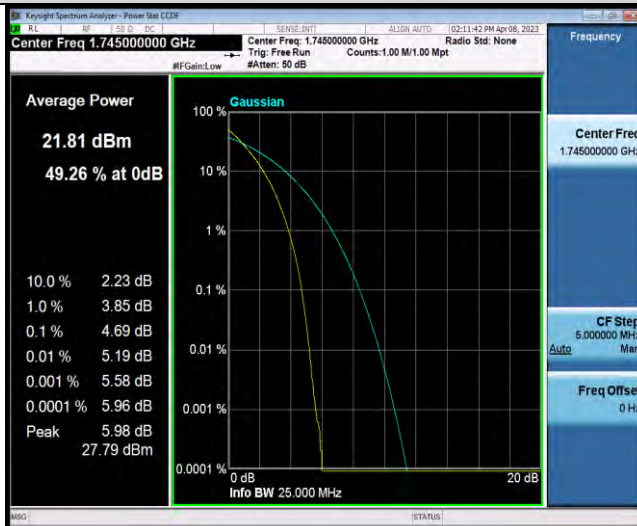 Keysight Spectrum Analyzer - Power Stat CCDF
RL RF 50 Ω DC SENSE:INT ALIGN AUTO 02:11:42 PM Apr 08, 2023
Center Freq 1.745000000 GHz
Center Freq: 1.745000000 GHz Radio Std: None
Trig: Free Run Counts:1.00 M/1.00 Mpt
#IFGain:Low #Atten: 50 dB
Frequency
Center Freq
1.745000000 GHz
CF Step
5.000000 MHz
Auto Man
Freq Offset
0 Hz
Average Power
21.81 dBm
49.26 % at 0dB
10.0 % 2.23 dB
1.0 % 3.85 dB
0.1 % 4.69 dB
0.01 % 5.19 dB
0.001 % 5.58 dB
0.0001 % 5.96 dB
Peak 5.98 dB
27.79 dBm
Gaussian
100 %
10 %
1 %
0.1 %
0.01 %
0.001 %
0.0001 %
0 dB 20 dB
Info BW 25.000 MHz
MSG STATUS